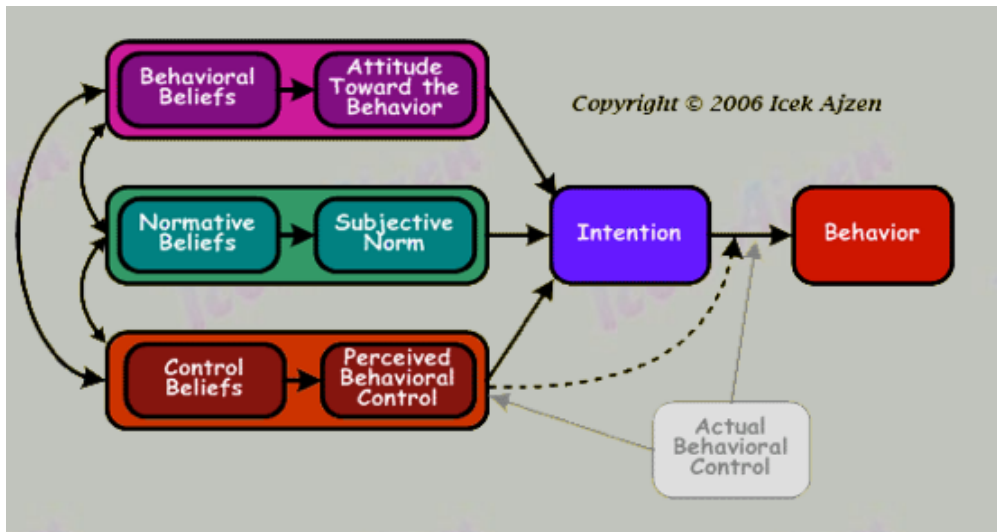 Behavioral
Beliefs
Attitude
Toward the
Behavior
Copyright © 2006 Icek Ajzen
Normative
Beliefs
Subjective
Norm
Intention
Behavior
Control
Beliefs
Perceived
Behavioral
Control
Actual
Behavioral
Control